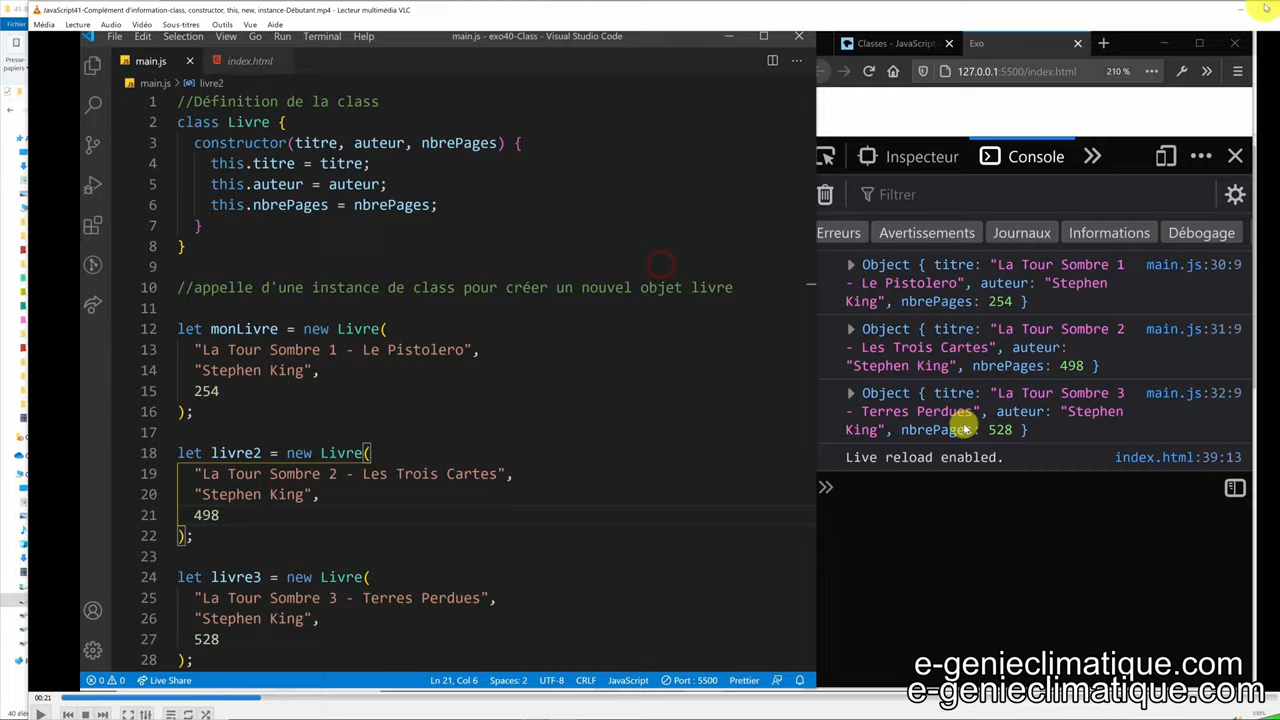 JavaScript41-Complément d'information-class, constructor, this, new, instance-Débutant.mp4 - Lecteur multimédia VLC
Média Lecture Audio Vidéo Sous-titres Outils Vue Aide
Fichier
Presse-
papiers
File Edit Selection View Go Run Terminal Help main.js - exo40-Class - Visual Studio Code
main.js
index.html
main.js > livre2
1 //Définition de la class
2 class Livre {
3 constructor(titre, auteur, nbrePages) {
4 this.titre = titre;
5 this.auteur = auteur;
6 this.nbrePages = nbrePages;
7 }
8 }
9
10 //appelle d'une instance de class pour créer un nouvel objet livre
11
12 let monLivre = new Livre(
13 "La Tour Sombre 1 - Le Pistolero",
14 "Stephen King",
15 254
16 );
17
18 let livre2 = new Livre(
19 "La Tour Sombre 2 - Les Trois Cartes",
20 "Stephen King",
21 498
22 );
23
24 let livre3 = new Livre(
25 "La Tour Sombre 3 - Terres Perdues",
26 "Stephen King",
27 528
28 );
0 0 Live Share Ln 21, Col 6 Spaces: 2 UTF-8 CRLF JavaScript Port : 5500 Prettier
Classes - JavaScript
Exo
127.0.0.1:5500/index.html 210 %
Inspecteur Console
Filtrer
Erreurs Avertissements Journaux Informations Débogage
Object { titre: "La Tour Sombre 1 main.js:30:9
- Le Pistolero", auteur: "Stephen
King", nbrePages: 254 }
Object { titre: "La Tour Sombre 2 main.js:31:9
- Les Trois Cartes", auteur:
"Stephen King", nbrePages: 498 }
Object { titre: "La Tour Sombre 3 main.js:32:9
- Terres Perdues", auteur: "Stephen
King", nbrePages: 528 }
Live reload enabled. index.html:39:13
e-genieclimatique.com
e-genieclimatique.com
00:21